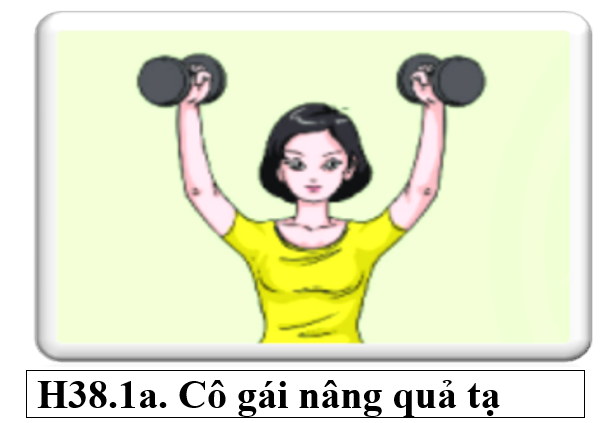 H38.1a. Cô gái nâng quả tạ